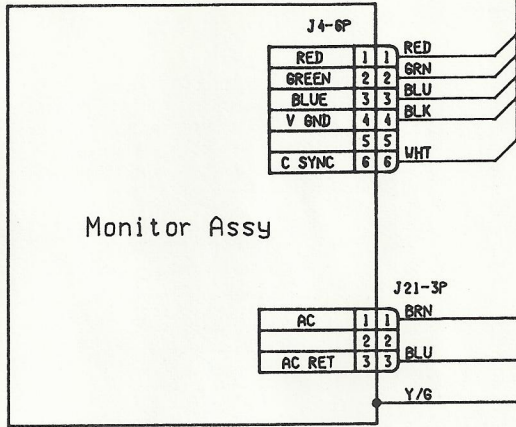 J4-6P
RED 1 1 RED
GREEN 2 2 GRN
BLUE 3 3 BLU
V GND 4 4 BLK
5 5
C SYNC 6 6 WHT
Monitor Assy
J21-3P
AC 1 1 BRN
2 2
AC RET 3 3 BLU
Y/G